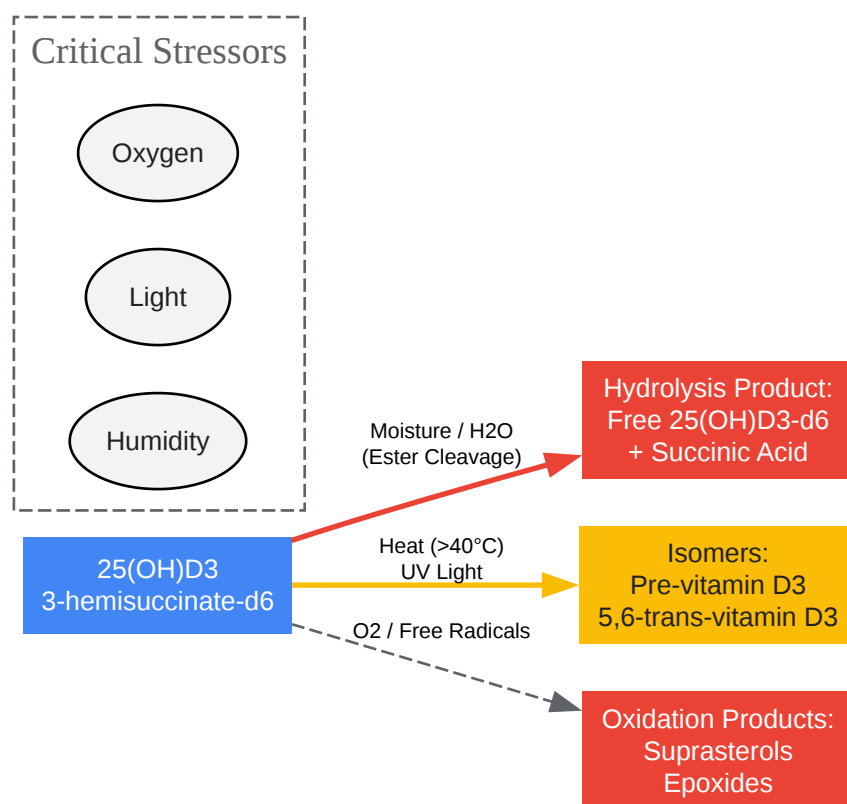 Critical Stressors
Oxygen
Light
Humidity
25(OH)D3
3-hemisuccinate-d6
Moisture / H2O
(Ester Cleavage)
Heat (>40°C)
UV Light
O2 / Free Radicals
Hydrolysis Product:
Free 25(OH)D3-d6
+ Succinic Acid
Isomers:
Pre-vitamin D3
5,6-trans-vitamin D3
Oxidation Products:
Suprasterols
Epoxides